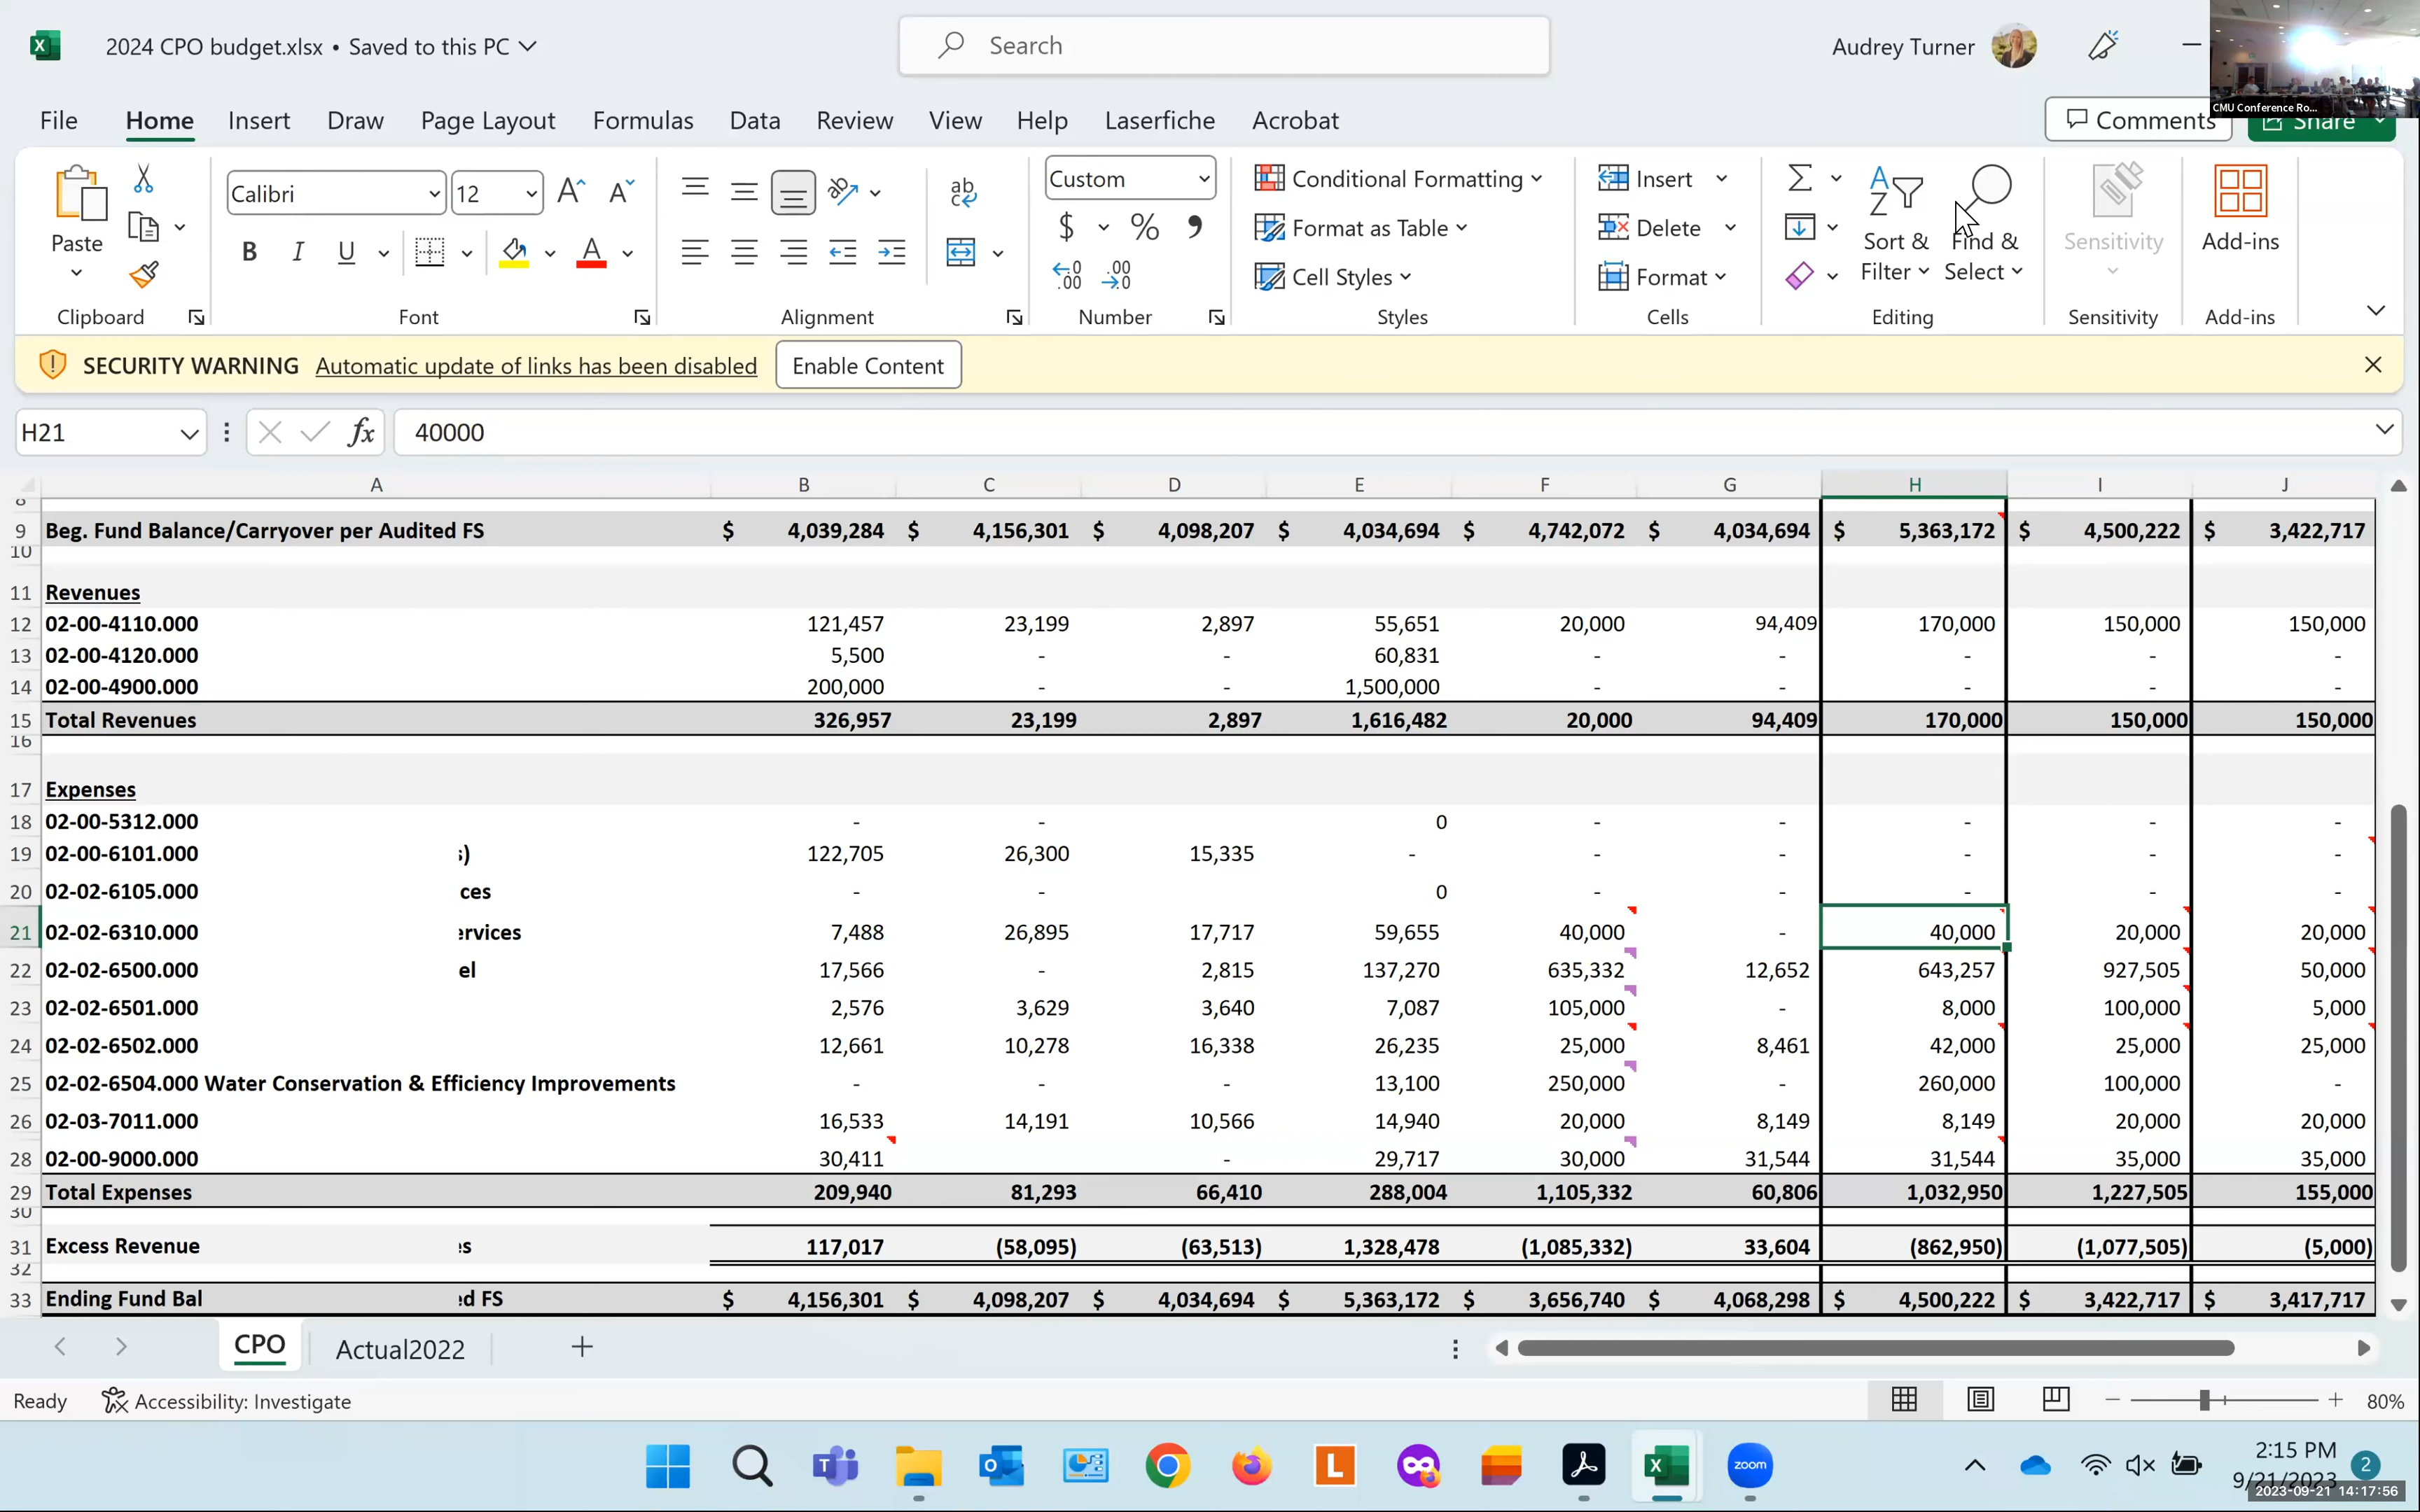 2024 CPO budget.xlsx • Saved to this PC
Search
Audrey Turner
CMU Conference Ro...
File Home Insert Draw Page Layout Formulas Data Review View Help Laserfiche Acrobat
Comments
Share
Paste
Calibri 12
B I U
Custom
$ % 9
Conditional Formatting
Format as Table
Cell Styles
Insert
Delete
Format
Sort & Filter
Find & Select
Sensitivity
Add-ins
Clipboard Font Alignment Number Styles Cells Editing Sensitivity Add-ins
SECURITY WARNING Automatic update of links has been disabled Enable Content
H21 fx 40000
A B C D E F G H I J
8
9 Beg. Fund Balance/Carryover per Audited FS $ 4,039,284 $ 4,156,301 $ 4,098,207 $ 4,034,694 $ 4,742,072 $ 4,034,694 $ 5,363,172 $ 4,500,222 $ 3,422,717
10
11 Revenues
12 02-00-4110.000 121,457 23,199 2,897 55,651 20,000 94,409 170,000 150,000 150,000
13 02-00-4120.000 5,500 - - 60,831 - - - - -
14 02-00-4900.000 200,000 - - 1,500,000 - - - - -
15 Total Revenues 326,957 23,199 2,897 1,616,482 20,000 94,409 170,000 150,000 150,000
16
17 Expenses
18 02-00-5312.000 - - 0 - - - - -
19 02-00-6101.000 s) 122,705 26,300 15,335 - - - - - -
20 02-02-6105.000 ces - - 0 - - - - -
21 02-02-6310.000 ervices 7,488 26,895 17,717 59,655 40,000 - 40,000 20,000 20,000
22 02-02-6500.000 el 17,566 - 2,815 137,270 635,332 12,652 643,257 927,505 50,000
23 02-02-6501.000 2,576 3,629 3,640 7,087 105,000 - 8,000 100,000 5,000
24 02-02-6502.000 12,661 10,278 16,338 26,235 25,000 8,461 42,000 25,000 25,000
25 02-02-6504.000 Water Conservation & Efficiency Improvements - - - 13,100 250,000 - 260,000 100,000 -
26 02-03-7011.000 16,533 14,191 10,566 14,940 20,000 8,149 8,149 20,000 20,000
28 02-00-9000.000 30,411 - 29,717 30,000 31,544 31,544 35,000 35,000
29 Total Expenses 209,940 81,293 66,410 288,004 1,105,332 60,806 1,032,950 1,227,505 155,000
30
31 Excess Revenue s 117,017 (58,095) (63,513) 1,328,478 (1,085,332) 33,604 (862,950) (1,077,505) (5,000)
32
33 Ending Fund Bal d FS $ 4,156,301 $ 4,098,207 $ 4,034,694 $ 5,363,172 $ 3,656,740 $ 4,068,298 $ 4,500,222 $ 3,422,717 $ 3,417,717
CPO Actual2022
Ready Accessibility: Investigate 80%
zoom
2:15 PM
9/21/2023
2
2023-09-21 14:17:56